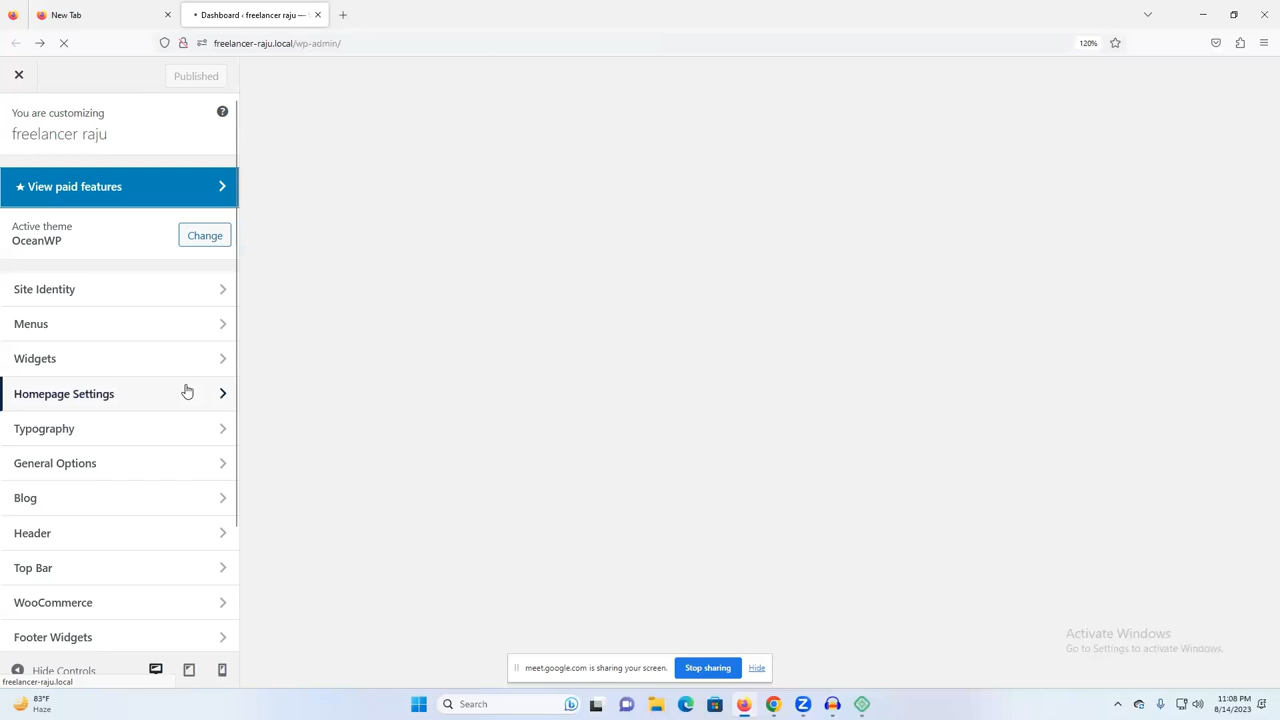 New Tab
Dashboard ‹ freelancer raju —
freelancer-raju.local/wp-admin/
120%
Published
You are customizing
freelancer raju
★ View paid features
Active theme
OceanWP
Change
Site Identity
Menus
Widgets
Homepage Settings
Typography
General Options
Blog
Header
Top Bar
WooCommerce
Footer Widgets
Hide Controls
freelancer-raju.local
Activate Windows
Go to Settings to activate Windows.
meet.google.com is sharing your screen.
Stop sharing
Hide
83°F
Haze
Search
11:08 PM
8/14/2023